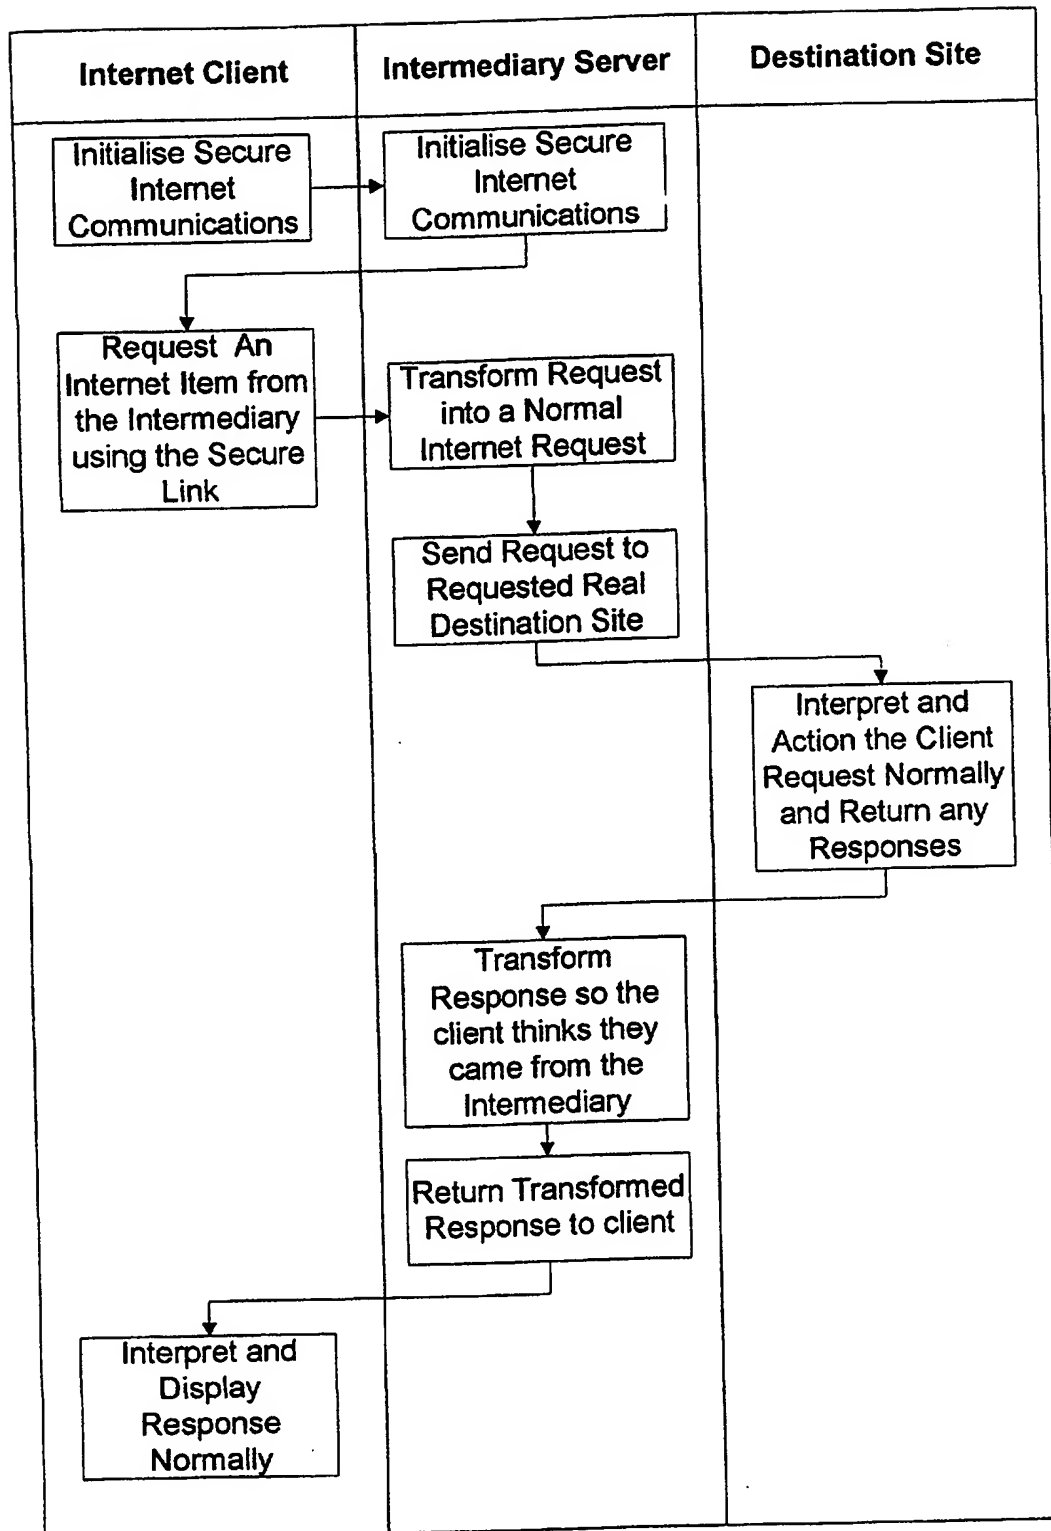 Internet Client
Intermediary Server
Destination Site
Initialise Secure
Internet
Communications
Initialise Secure
Internet
Communications
Request An
Internet Item from
the Intermediary
using the Secure
Link
Transform Request
into a Normal
Internet Request
Send Request to
Requested Real
Destination Site
Interpret and
Action the Client
Request Normally
and Return any
Responses
Transform
Response so the
client thinks they
came from the
Intermediary
Return Transformed
Response to client
Interpret and
Display
Response
Normally